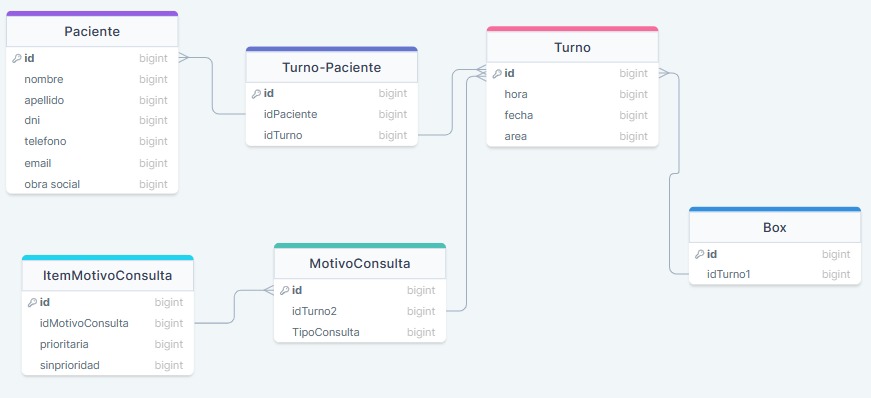 Paciente
id bigint
nombre bigint
apellido bigint
dni bigint
telefono bigint
email bigint
obra social bigint
Turno-Paciente
id bigint
idPaciente bigint
idTurno bigint
Turno
id bigint
hora bigint
fecha bigint
area bigint
Box
id bigint
idTurno1 bigint
ItemMotivoConsulta
id bigint
idMotivoConsulta bigint
prioritaria bigint
sinprioridad bigint
MotivoConsulta
id bigint
idTurno2 bigint
TipoConsulta bigint